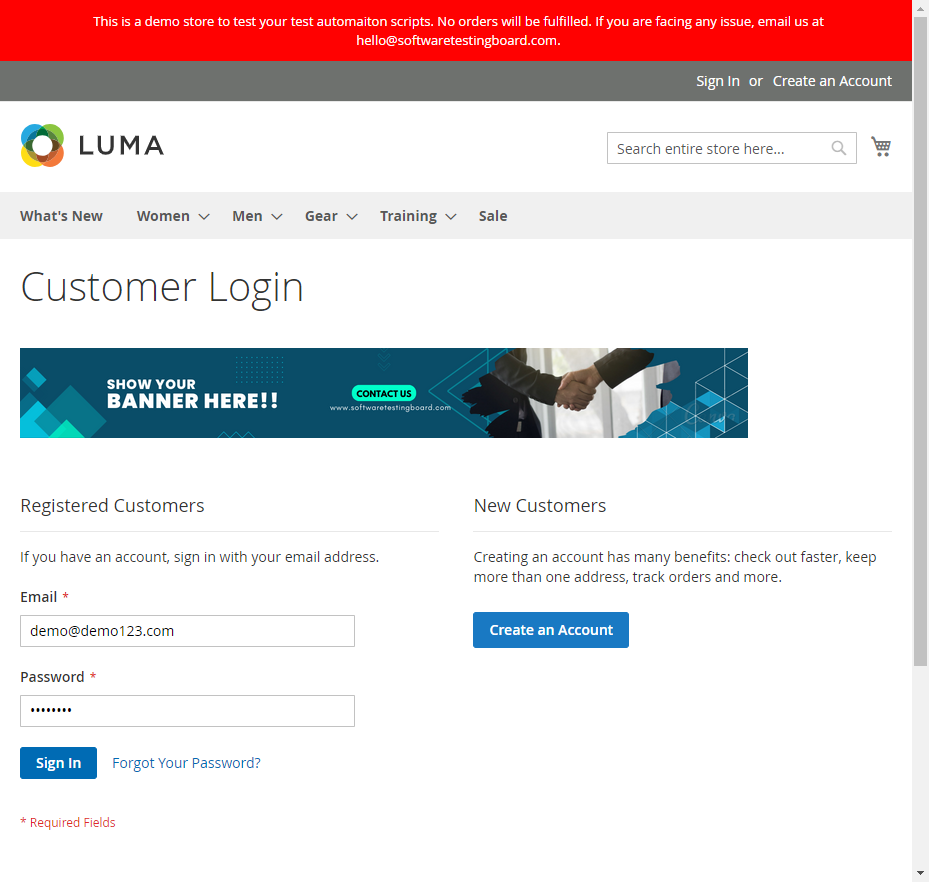 This is a demo store to test your test automaiton scripts. No orders will be fulfilled. If you are facing any issue, email us at
hello@softwaretestingboard.com.
Sign In or Create an Account
LUMA
Search entire store here...
What's New Women Men Gear Training Sale
Customer Login
SHOW YOUR
BANNER HERE!!
CONTACT US
www.softwaretestingboard.com
Registered Customers
If you have an account, sign in with your email address.
Email *
demo@demo123.com
Password *
••••••••
Sign In Forgot Your Password?
* Required Fields
New Customers
Creating an account has many benefits: check out faster, keep
more than one address, track orders and more.
Create an Account